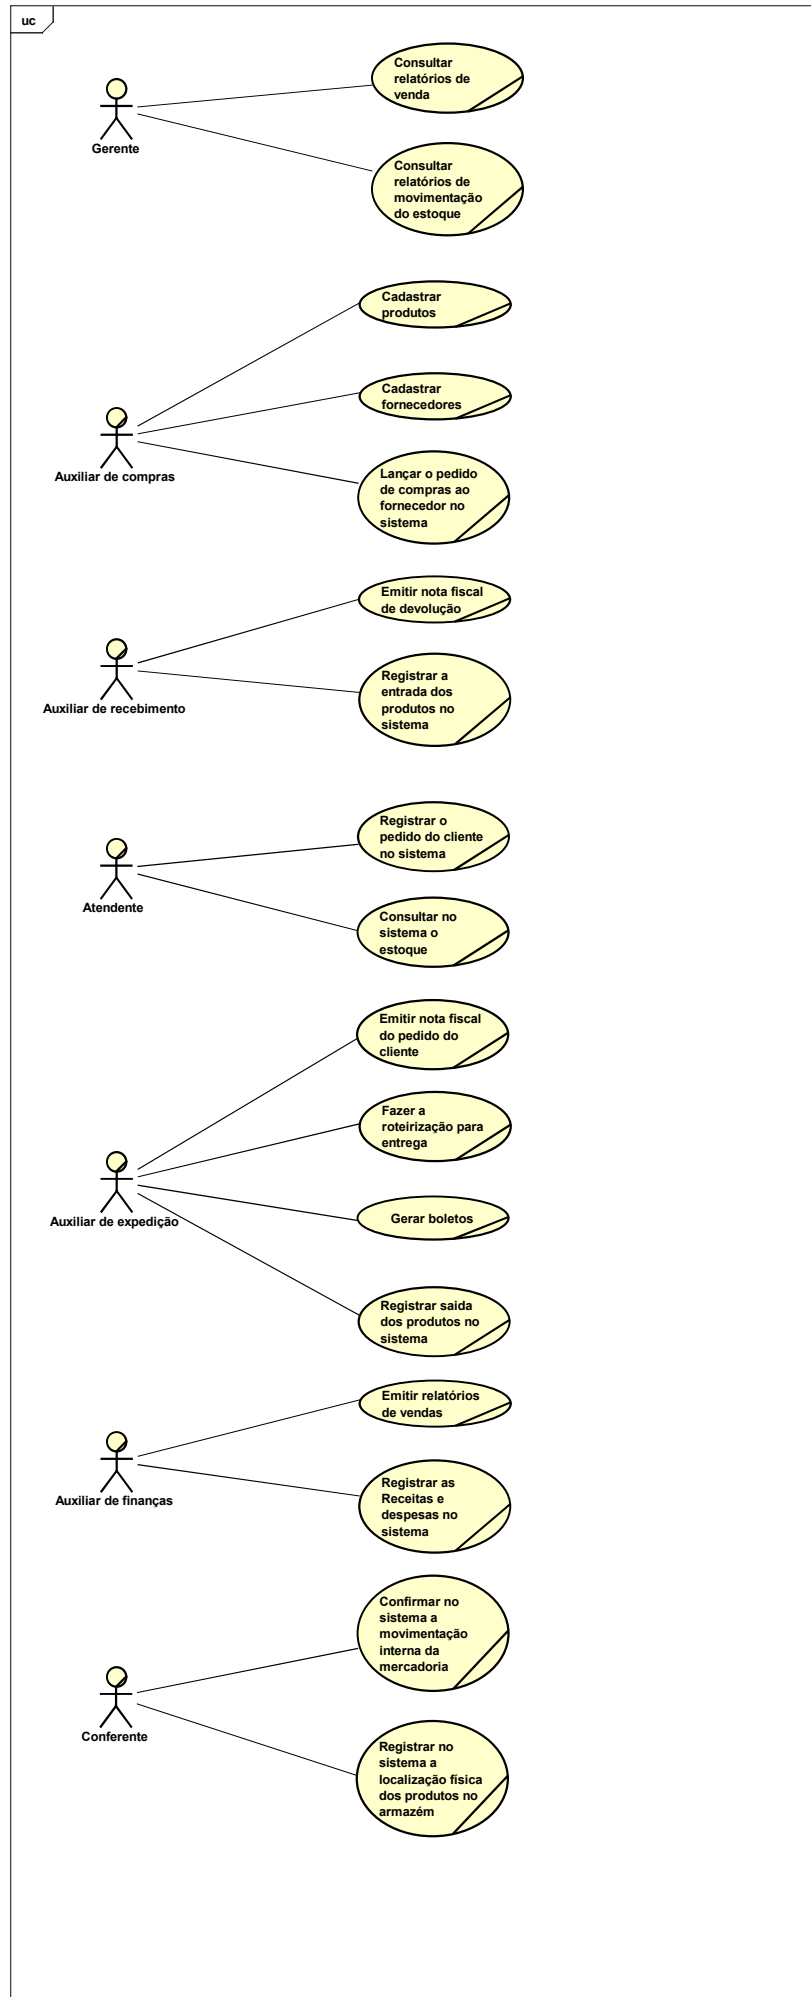 uc
Consultar
relatórios de
venda
Gerente
Consultar
relatórios de
movimentação
do estoque
Cadastrar
produtos
Cadastrar
fornecedores
Auxiliar de compras
Lançar o pedido
de compras ao
fornecedor no
sistema
Emitir nota fiscal
de devolução
Auxiliar de recebimento
Registrar a
entrada dos
produtos no
sistema
Registrar o
pedido do cliente
no sistema
Atendente
Consultar no
sistema o
estoque
Emitir nota fiscal
do pedido do
cliente
Fazer a
roteirização para
entrega
Auxiliar de expedição
Gerar boletos
Registrar saida
dos produtos no
sistema
Emitir relatórios
de vendas
Auxiliar de finanças
Registrar as
Receitas e
despesas no
sistema
Confirmar no
sistema a
movimentação
interna da
mercadoria
Conferente
Registrar no
sistema a
localização física
dos produtos no
armazém